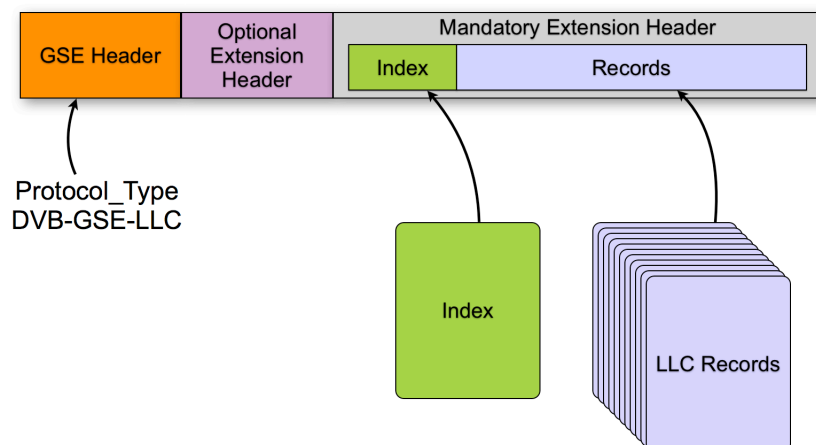 GSE Header
Optional
Extension
Header
Mandatory Extension Header
Index
Records
Protocol_Type
DVB-GSE-LLC
Index
LLC Records